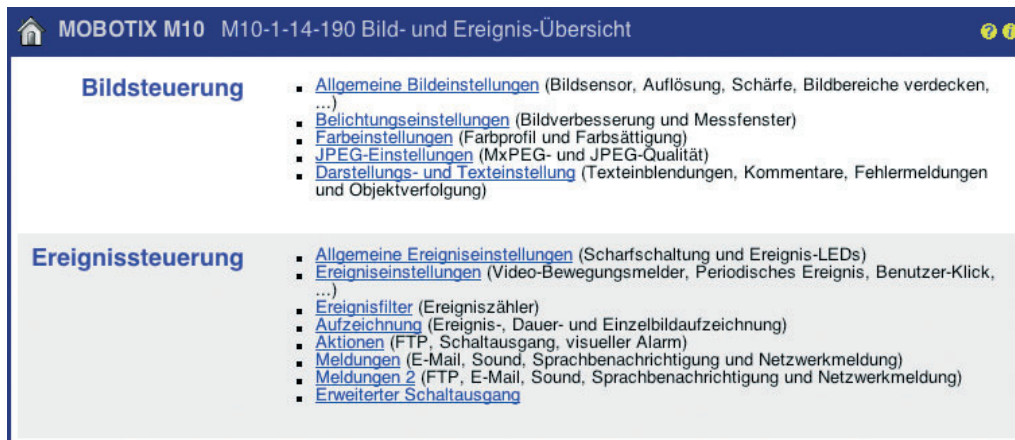 MOBOTIX M10 M10-1-14-190 Bild- und Ereignis-Übersicht
Bildsteuerung
Allgemeine Bildeinstellungen (Bildsensor, Auflösung, Schärfe, Bildbereiche verdecken,
...)
Belichtungseinstellungen (Bildverbesserung und Messfenster)
Farbeinstellungen (Farbprofil und Farbsättigung)
JPEG-Einstellungen (MxPEG- und JPEG-Qualität)
Darstellungs- und Texteinstellung (Texteinblendungen, Kommentare, Fehlermeldungen
und Objektverfolgung)
Ereignissteuerung
Allgemeine Ereigniseinstellungen (Scharfschaltung und Ereignis-LEDs)
Ereigniseinstellungen (Video-Bewegungsmelder, Periodisches Ereignis, Benutzer-Klick,
...)
Ereignisfilter (Ereigniszähler)
Aufzeichnung (Ereignis-, Dauer- und Einzelbildaufzeichnung)
Aktionen (FTP, Schaltausgang, visueller Alarm)
Meldungen (E-Mail, Sound, Sprachbenachrichtigung und Netzwerkmeldung)
Meldungen 2 (FTP, E-Mail, Sound, Sprachbenachrichtigung und Netzwerkmeldung)
Erweiterter Schaltausgang